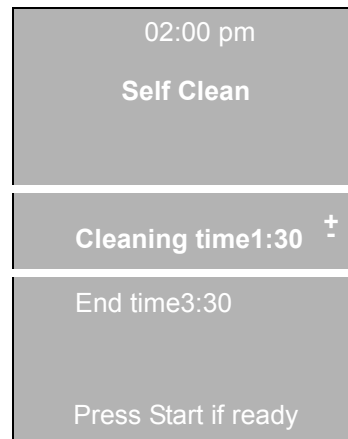 02:00 pm
Self Clean
Cleaning time1:30 +
-
End time3:30
Press Start if ready